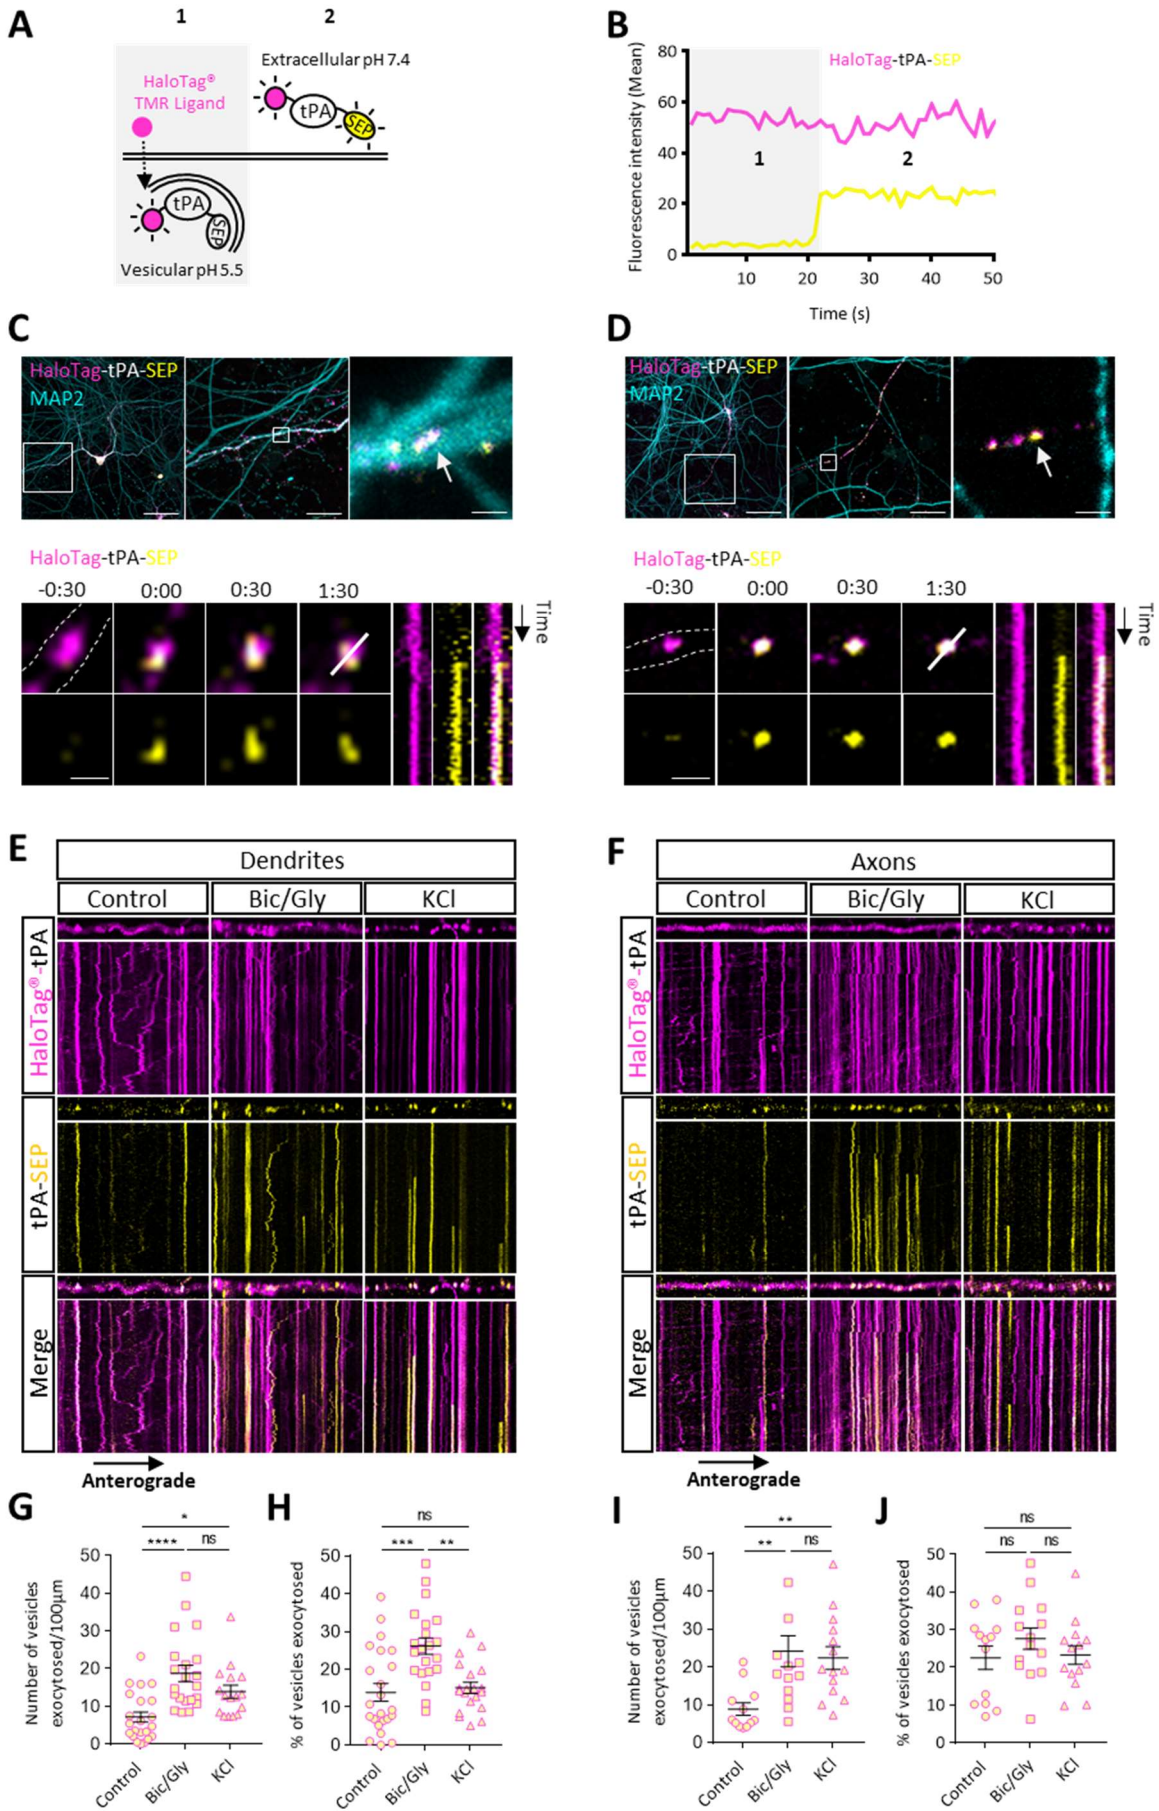 A
1
2
HaloTag®
TMR Ligand
Extracellular pH 7.4
tPA
SEP
tPA
SEP
Vesicular pH 5.5
B
Fluorescence intensity (Mean)
80
60
40
20
0
HaloTag-tPA-SEP
1
2
10
20
30
40
50
Time (s)
C
HaloTag-tPA-SEP
MAP2
HaloTag-tPA-SEP
-0:30
0:00
0:30
1:30
Time
D
HaloTag-tPA-SEP
MAP2
HaloTag-tPA-SEP
-0:30
0:00
0:30
1:30
Time
E
Dendrites
Control
Bic/Gly
KCl
HaloTag®-tPA
tPA-SEP
Merge
Anterograde
F
Axons
Control
Bic/Gly
KCl
HaloTag®-tPA
tPA-SEP
Merge
Anterograde
G
Number of vesicles
exocytosed/100µm
50
40
30
20
10
0
*
****
ns
Control
Bic/Gly
KCl
H
% of vesicles exocytosed
50
40
30
20
10
0
ns
***
**
Control
Bic/Gly
KCl
I
Number of vesicles
exocytosed/100µm
50
40
30
20
10
0
**
**
ns
Control
Bic/Gly
KCl
J
% of vesicles exocytosed
50
40
30
20
10
0
ns
ns
ns
Control
Bic/Gly
KCl